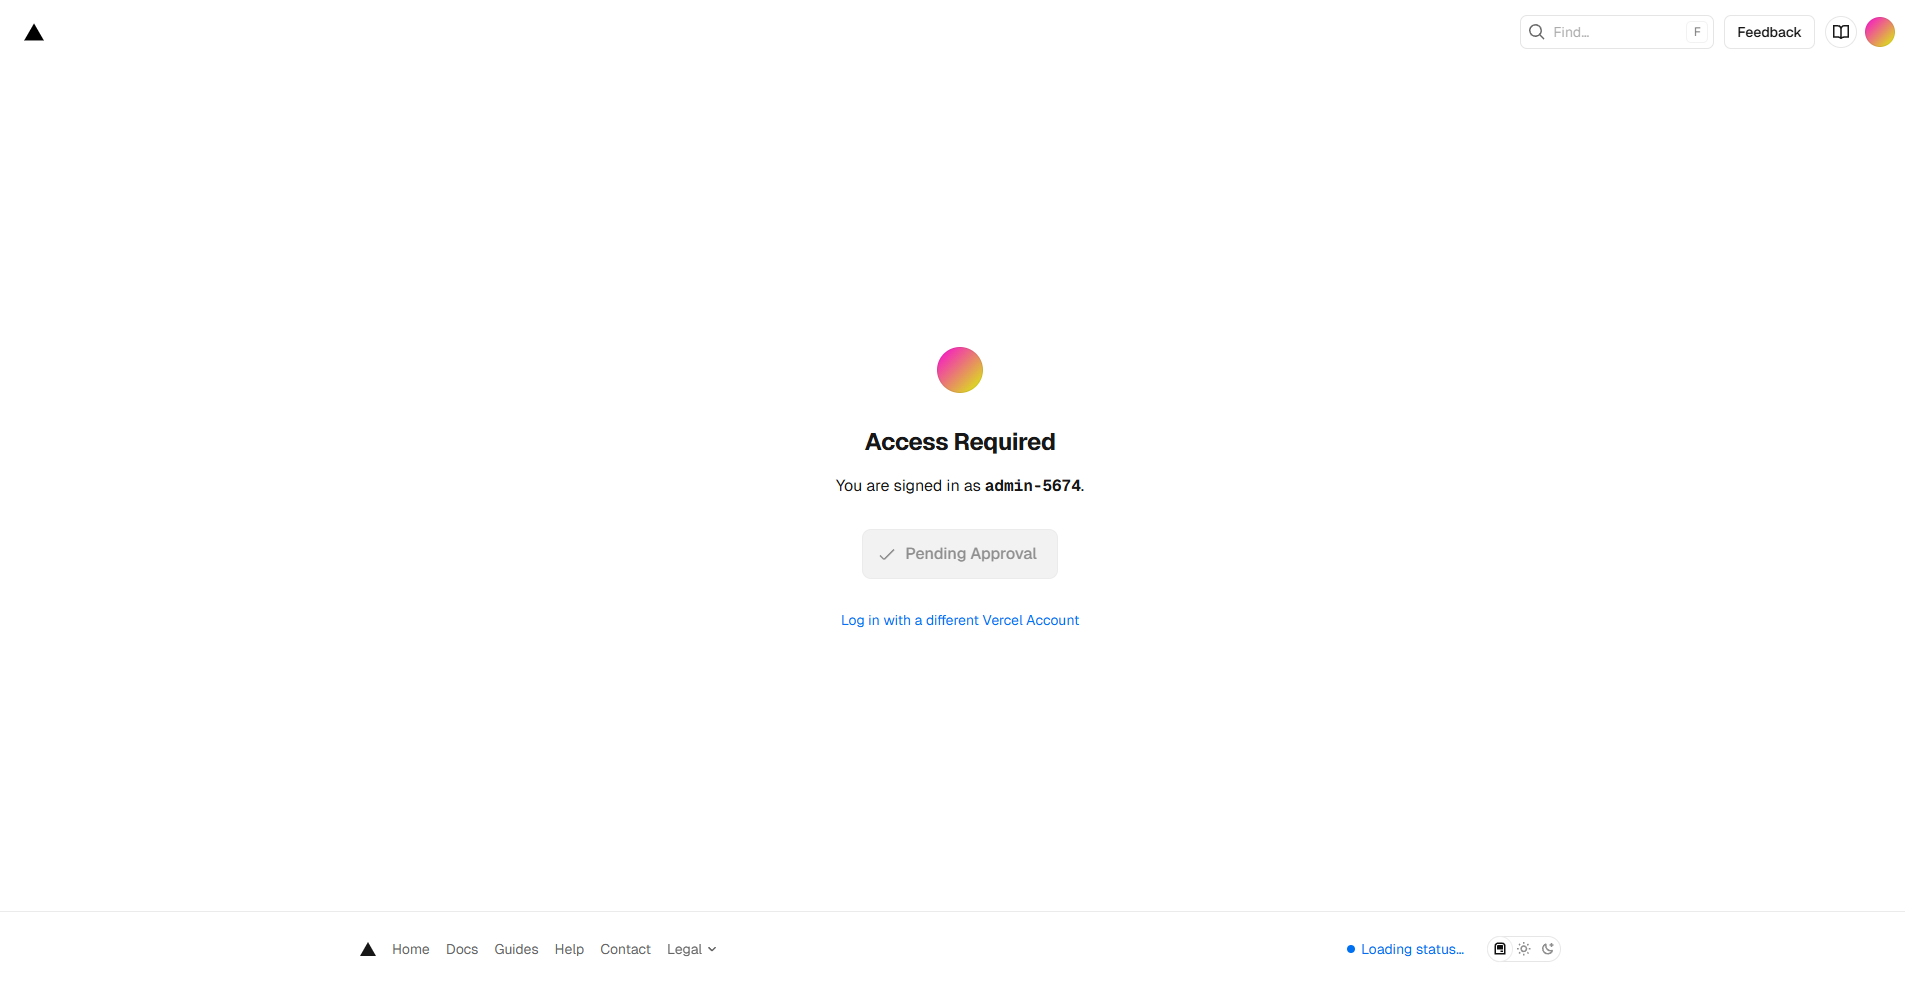 Find...
F
Feedback
Access Required
You are signed in as admin-5674.
Pending Approval
Log in with a different Vercel Account
Home Docs Guides Help Contact Legal
Loading status...